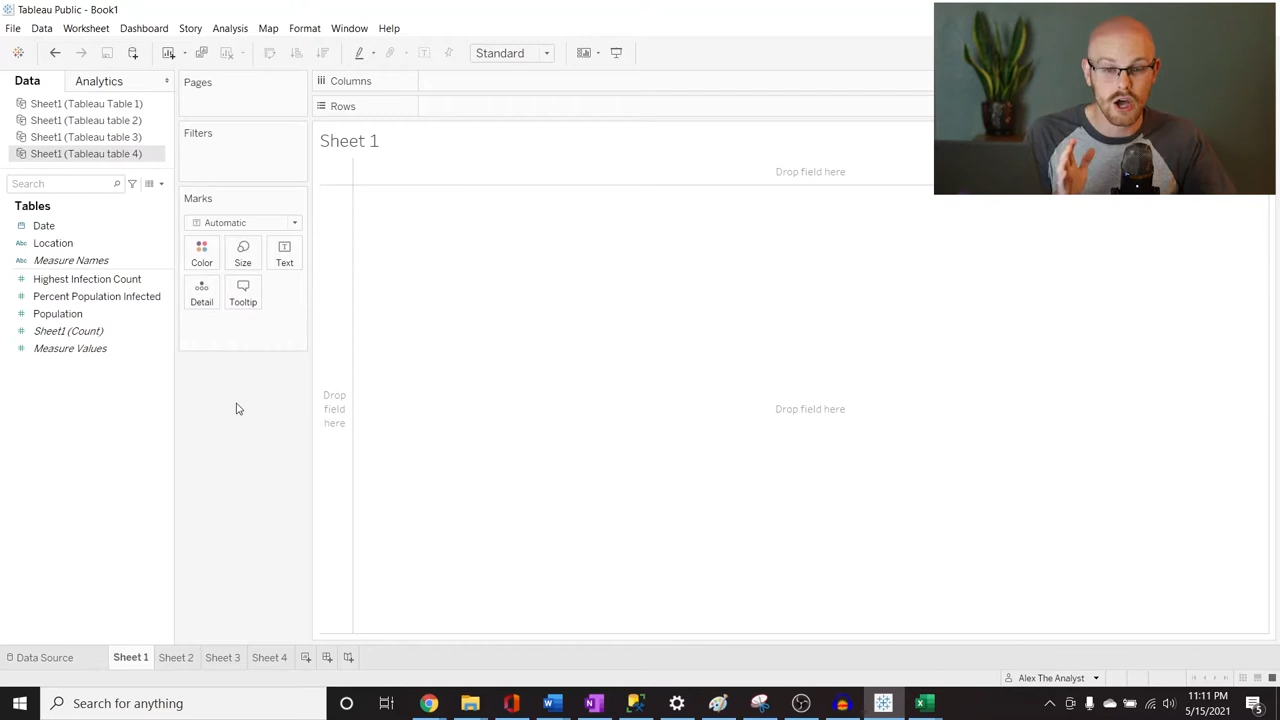 Tableau Public - Book1
File Data Worksheet Dashboard Story Analysis Map Format Window Help
Standard
Data Analytics
Pages
Columns
Rows
Sheet1 (Tableau Table 1)
Sheet1 (Tableau table 2)
Sheet1 (Tableau table 3)
Sheet1 (Tableau table 4)
Filters
Sheet 1
Drop field here
Search
Marks
Tables
Abc Automatic
Date
Abc Location
Abc Measure Names
Color Size Text
Highest Infection Count
Percent Population Infected
Detail Tooltip
Population
Sheet1 (Count)
Measure Values
Drop
field
here
Drop field here
Data Source Sheet 1 Sheet 2 Sheet 3 Sheet 4
Alex The Analyst
Search for anything
11:11 PM
5/15/2021
5